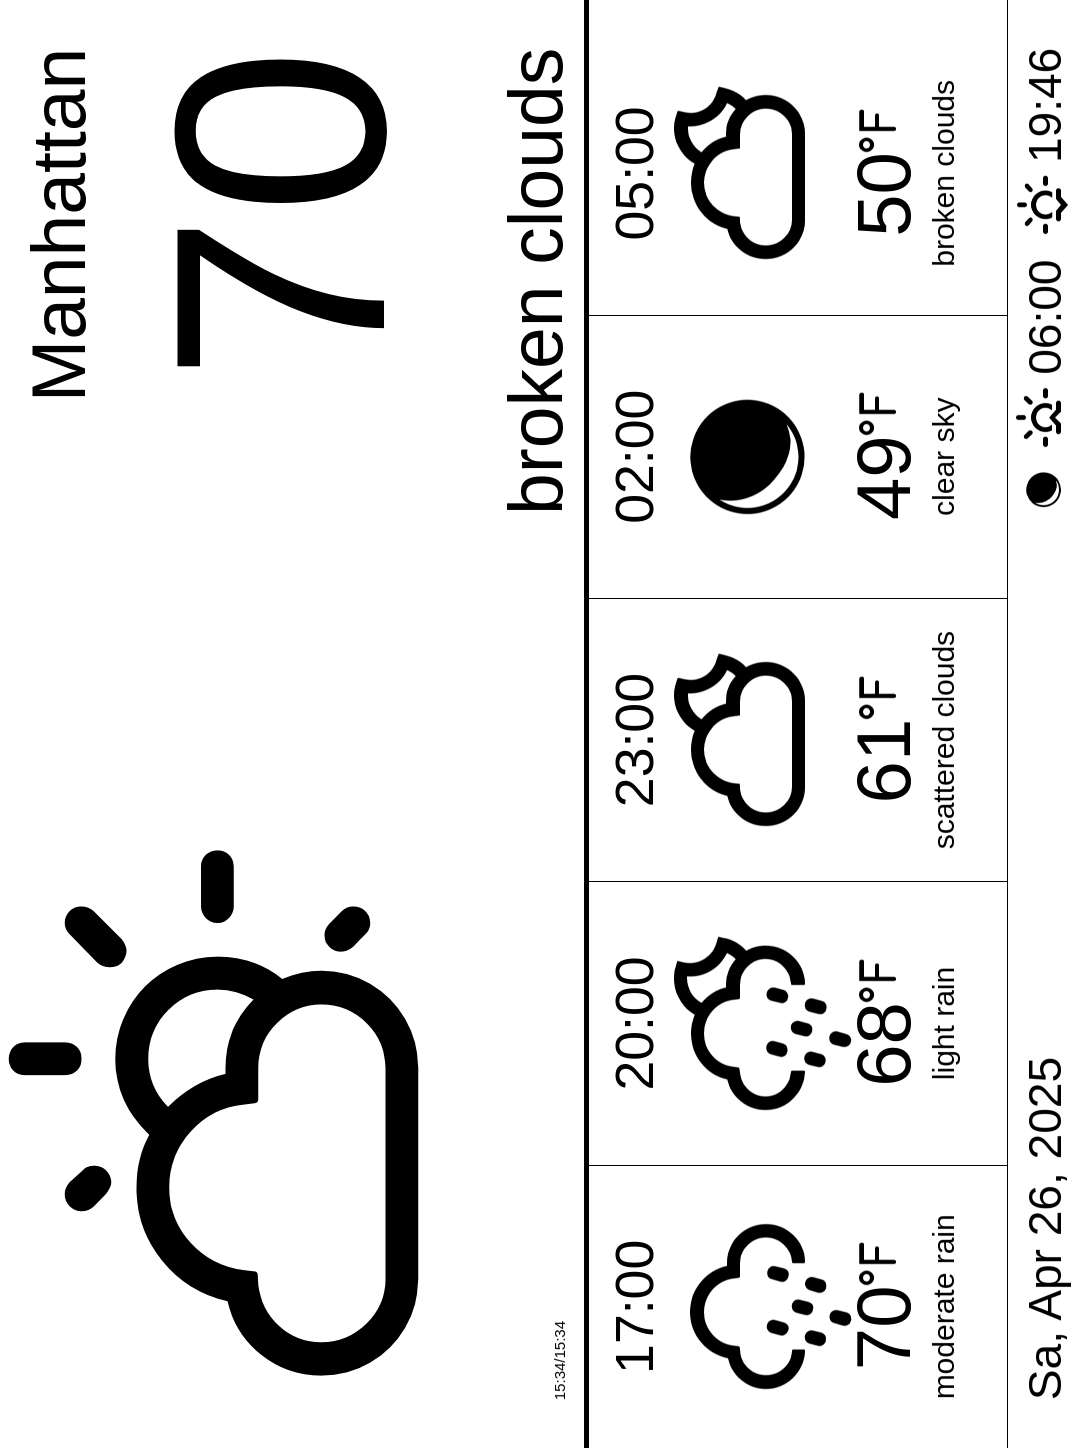 Manhattan
70
broken clouds
15:34/15:34
17:00
70°F
moderate rain
20:00
68°F
light rain
23:00
61°F
scattered clouds
02:00
49°F
clear sky
05:00
50°F
broken clouds
Sa, Apr 26, 2025
06:00
19:46